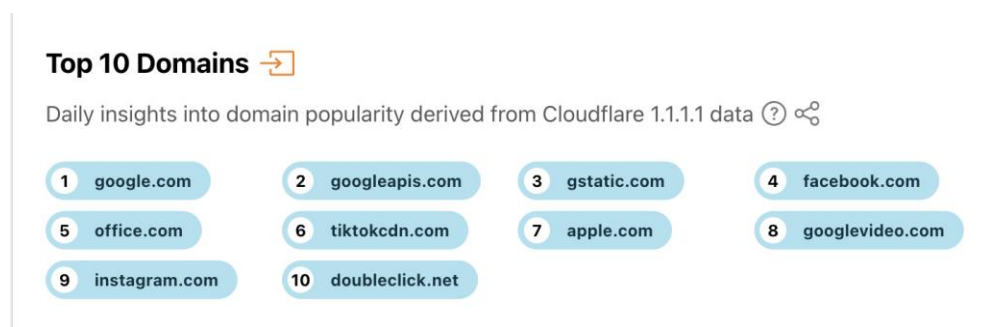 Top 10 Domains
Daily insights into domain popularity derived from Cloudflare 1.1.1.1 data ?
1 google.com 2 googleapis.com 3 gstatic.com 4 facebook.com
5 office.com 6 tiktokcdn.com 7 apple.com 8 googlevideo.com
9 instagram.com 10 doubleclick.net